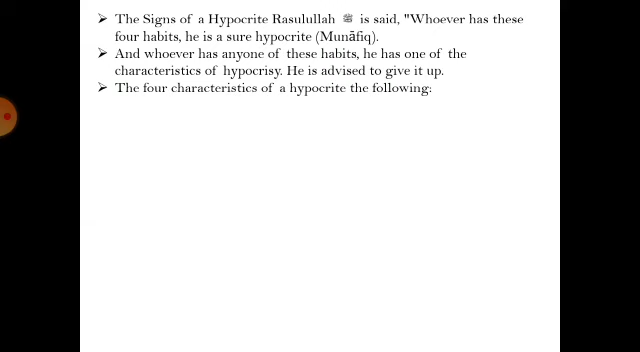 ➢ The Signs of a Hypocrite Rasulullah ﷺ is said, "Whoever has these
four habits, he is a sure hypocrite (Munāfiq).
➢ And whoever has anyone of these habits, he has one of the
characteristics of hypocrisy. He is advised to give it up.
➢ The four characteristics of a hypocrite the following: